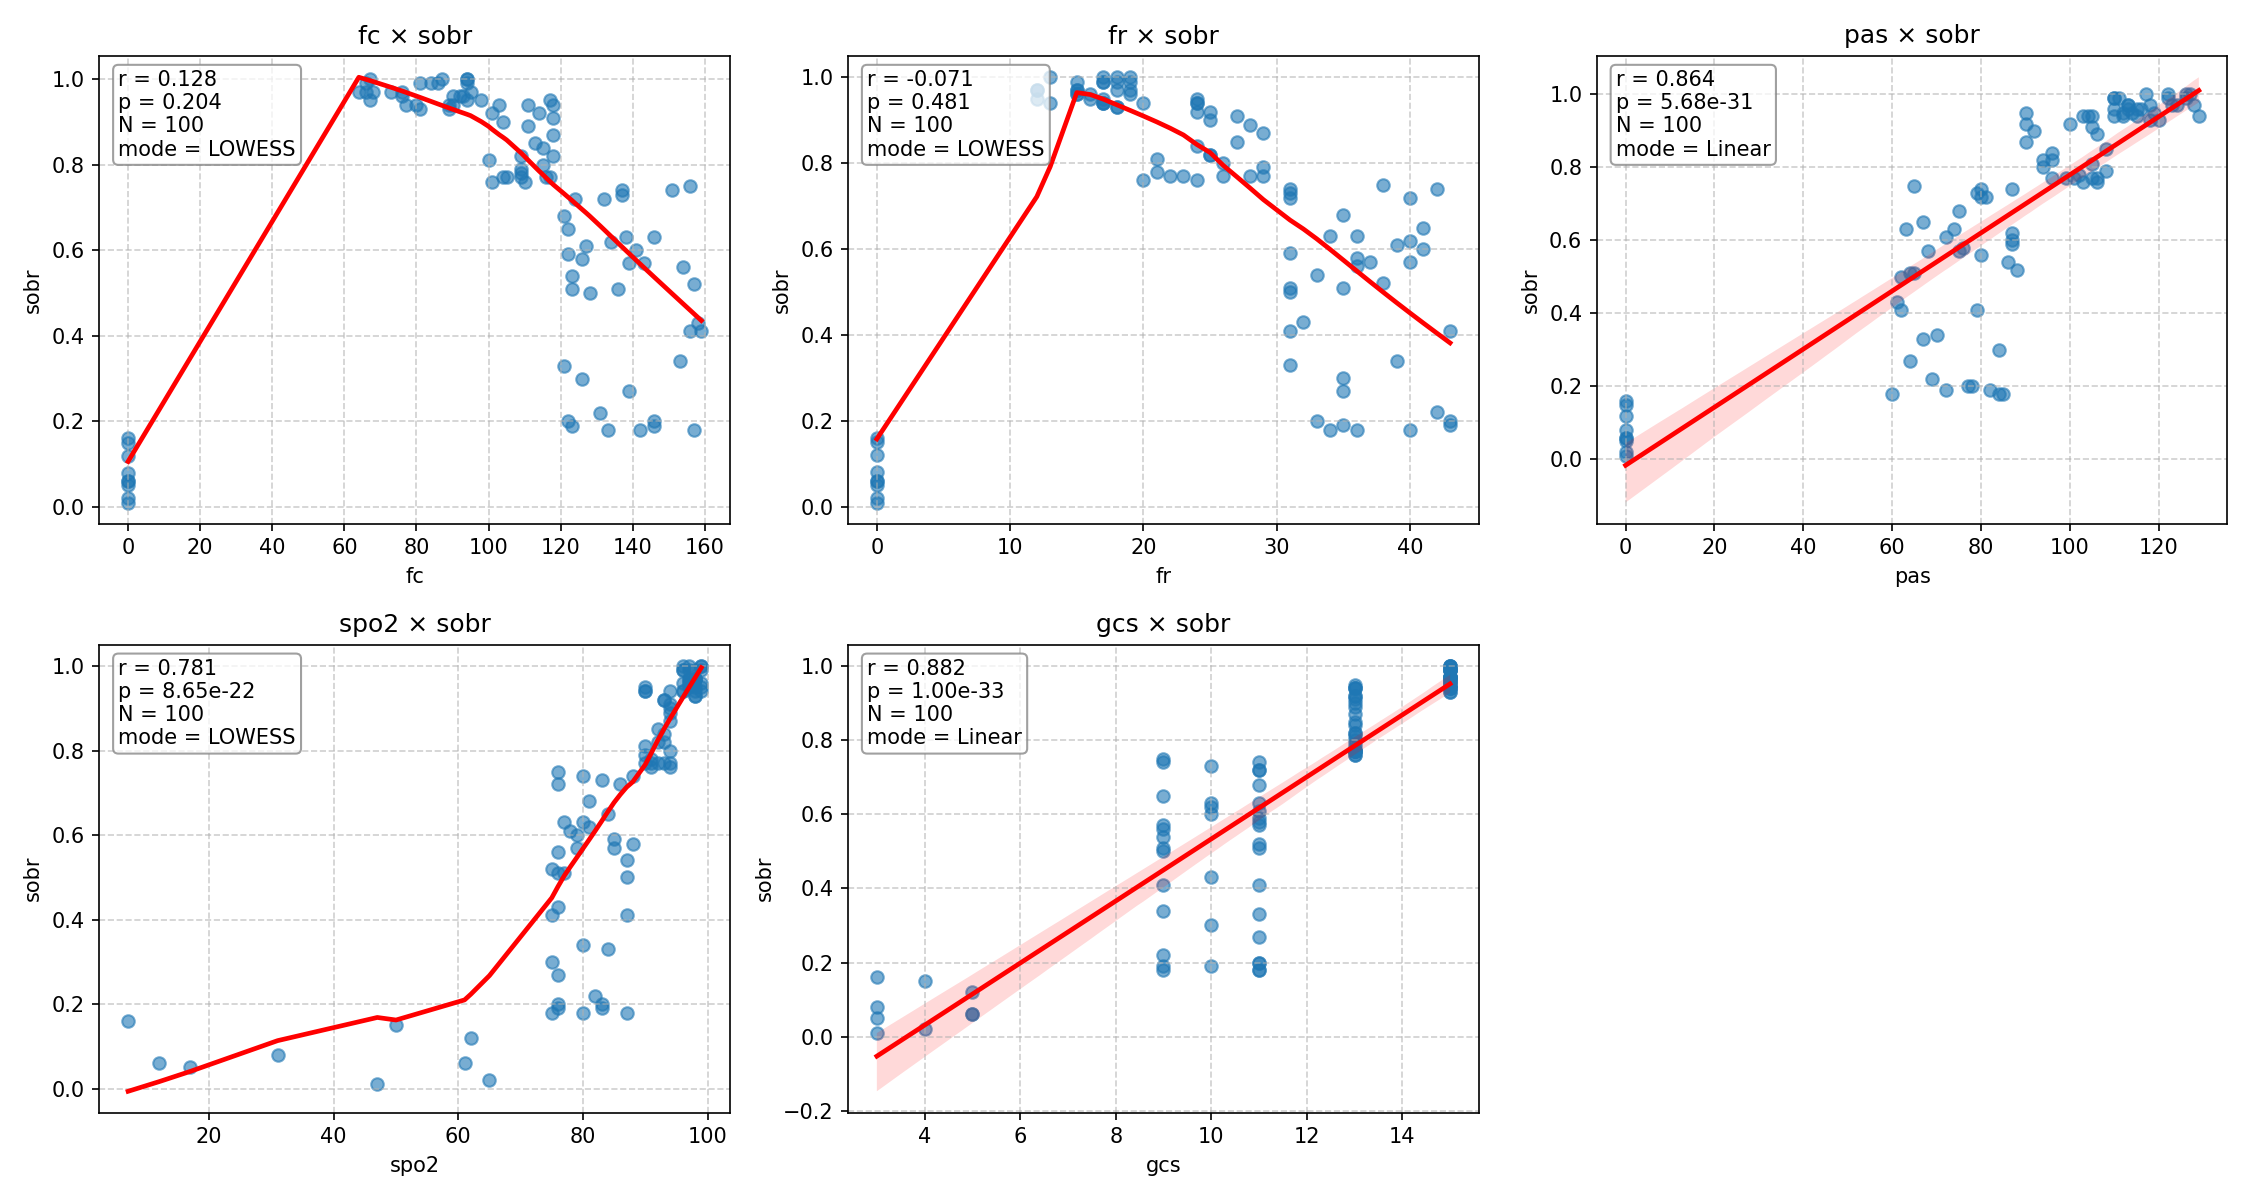 fc × sobr
r = 0.128
p = 0.204
N = 100
mode = LOWESS
1.0
0.8
0.6
0.4
0.2
0.0
sobr
0 20 40 60 80 100 120 140 160
fc
fr × sobr
r = -0.071
p = 0.481
N = 100
mode = LOWESS
1.0
0.8
0.6
0.4
0.2
0.0
sobr
0 10 20 30 40
fr
pas × sobr
r = 0.864
p = 5.68e-31
N = 100
mode = Linear
1.0
0.8
0.6
0.4
0.2
0.0
sobr
0 20 40 60 80 100 120
pas
spo2 × sobr
r = 0.781
p = 8.65e-22
N = 100
mode = LOWESS
1.0
0.8
0.6
0.4
0.2
0.0
sobr
20 40 60 80 100
spo2
gcs × sobr
r = 0.882
p = 1.00e-33
N = 100
mode = Linear
1.0
0.8
0.6
0.4
0.2
0.0
−0.2
sobr
4 6 8 10 12 14
gcs